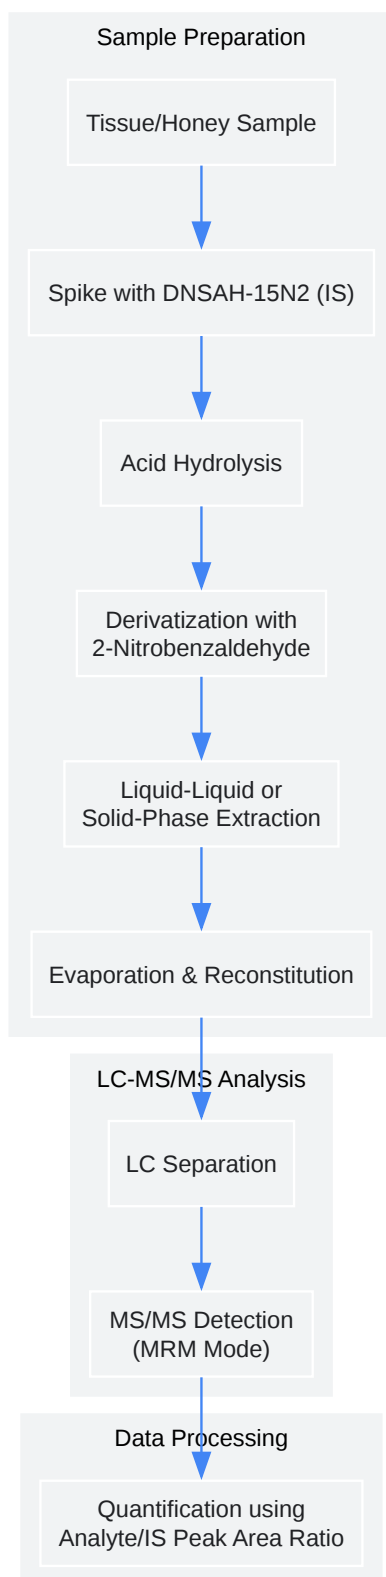 Sample Preparation
Tissue/Honey Sample
Spike with DNSAH-15N2 (IS)
Acid Hydrolysis
Derivatization with
2-Nitrobenzaldehyde
Liquid-Liquid or
Solid-Phase Extraction
Evaporation & Reconstitution
LC-MS/MS Analysis
LC Separation
MS/MS Detection
(MRM Mode)
Data Processing
Quantification using
Analyte/IS Peak Area Ratio